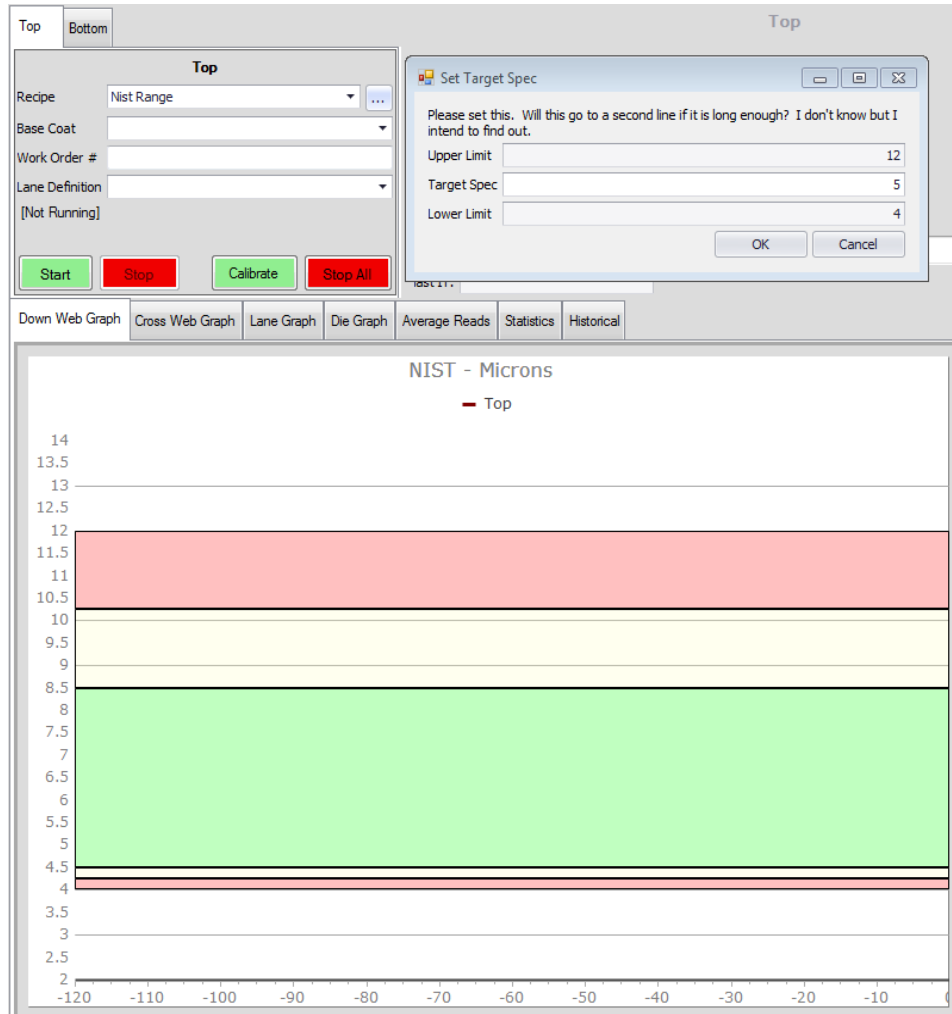 Top
Bottom
Top
Top
Recipe
Nist Range
...
Base Coat
Work Order #
Lane Definition
[Not Running]
Start
Stop
Calibrate
Stop All
Set Target Spec
Please set this. Will this go to a second line if it is long enough? I don't know but I
intend to find out.
Upper Limit
12
Target Spec
5
Lower Limit
4
OK
Cancel
Down Web Graph
Cross Web Graph
Lane Graph
Die Graph
Average Reads
Statistics
Historical
NIST - Microns
Top
14
13.5
13
12.5
12
11.5
11
10.5
10
9.5
9
8.5
8
7.5
7
6.5
6
5.5
5
4.5
4
3.5
3
2.5
2
-120 -110 -100 -90 -80 -70 -60 -50 -40 -30 -20 -10